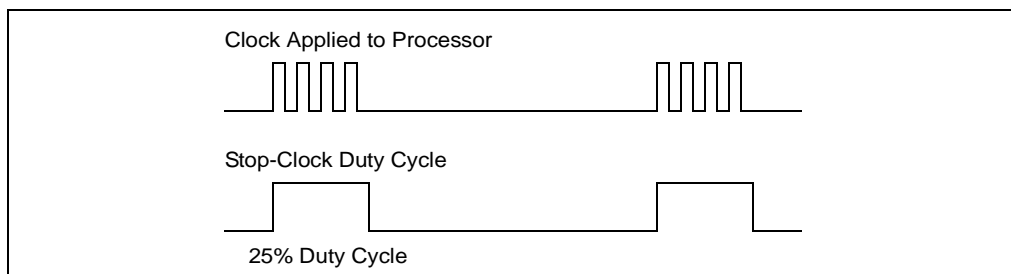 Clock Applied to Processor
Stop-Clock Duty Cycle
25% Duty Cycle